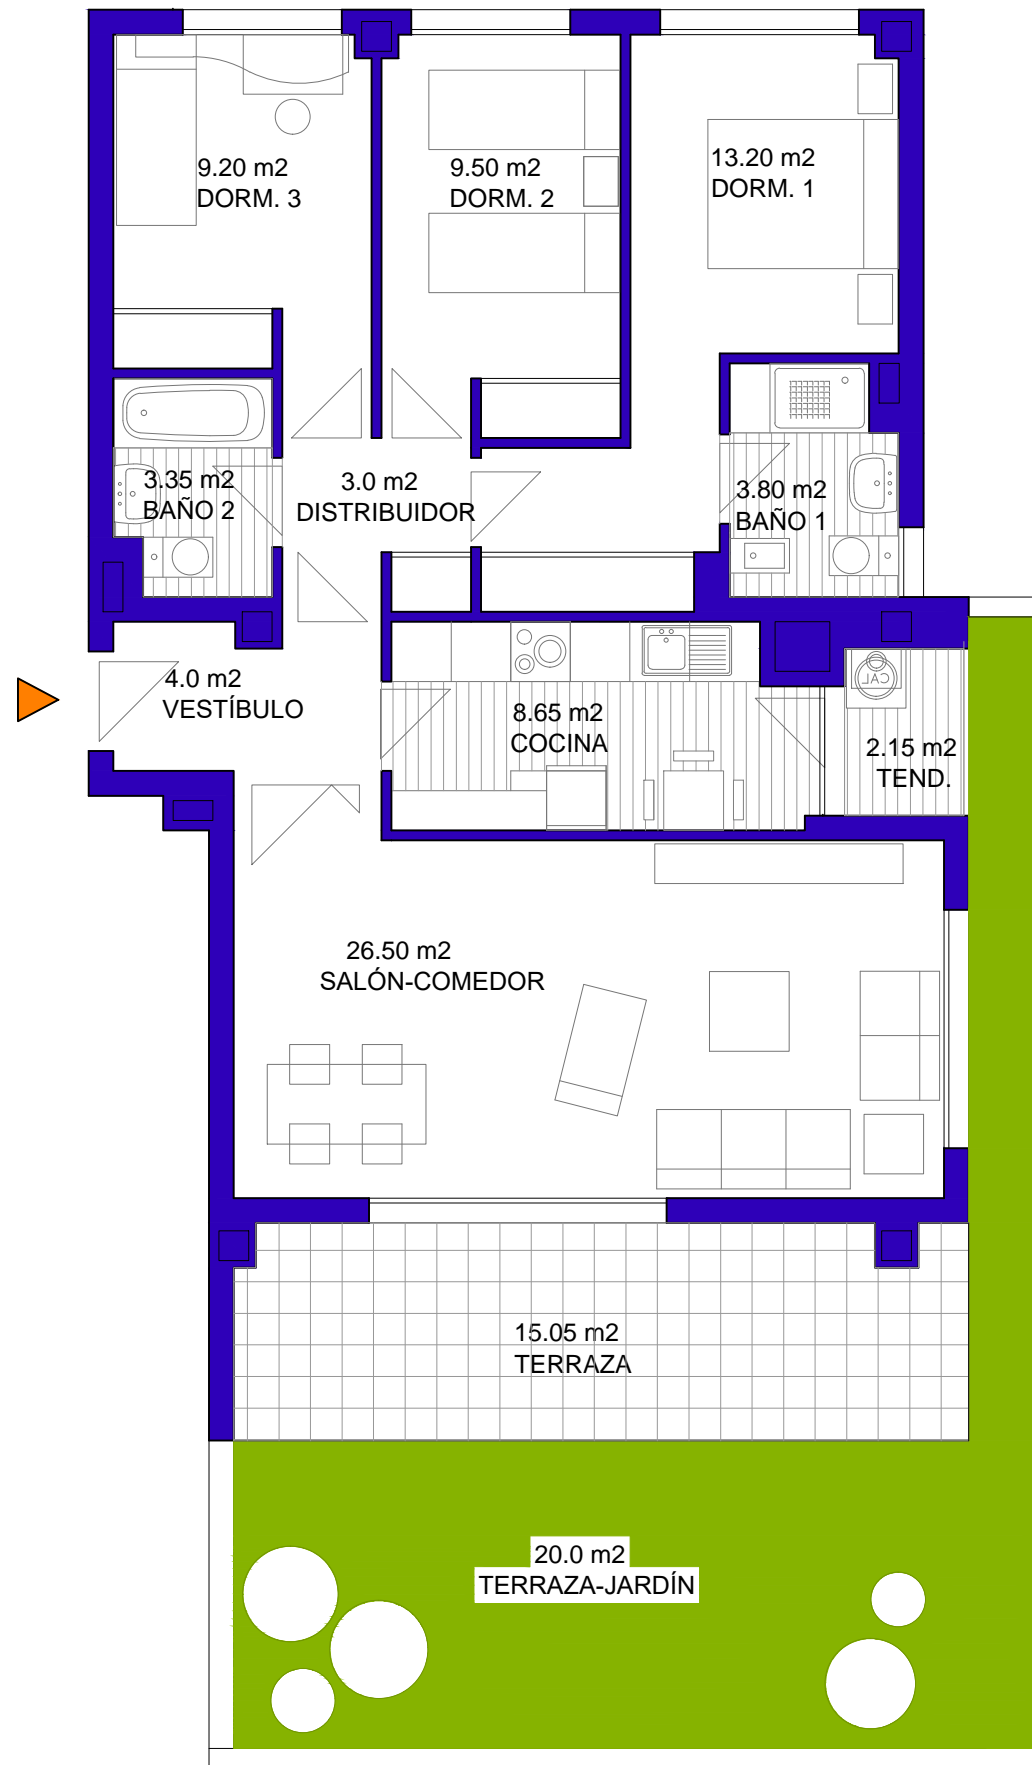 9.20 m2
DORM. 3
9.50 m2
DORM. 2
13.20 m2
DORM. 1
3.35 m2
BAÑO 2
3.0 m2
DISTRIBUIDOR
3.80 m2
BAÑO 1
4.0 m2
VESTÍBULO
8.65 m2
COCINA
CAL
2.15 m2
TEND.
26.50 m2
SALÓN-COMEDOR
15.05 m2
TERRAZA
20.0 m2
TERRAZA-JARDÍN